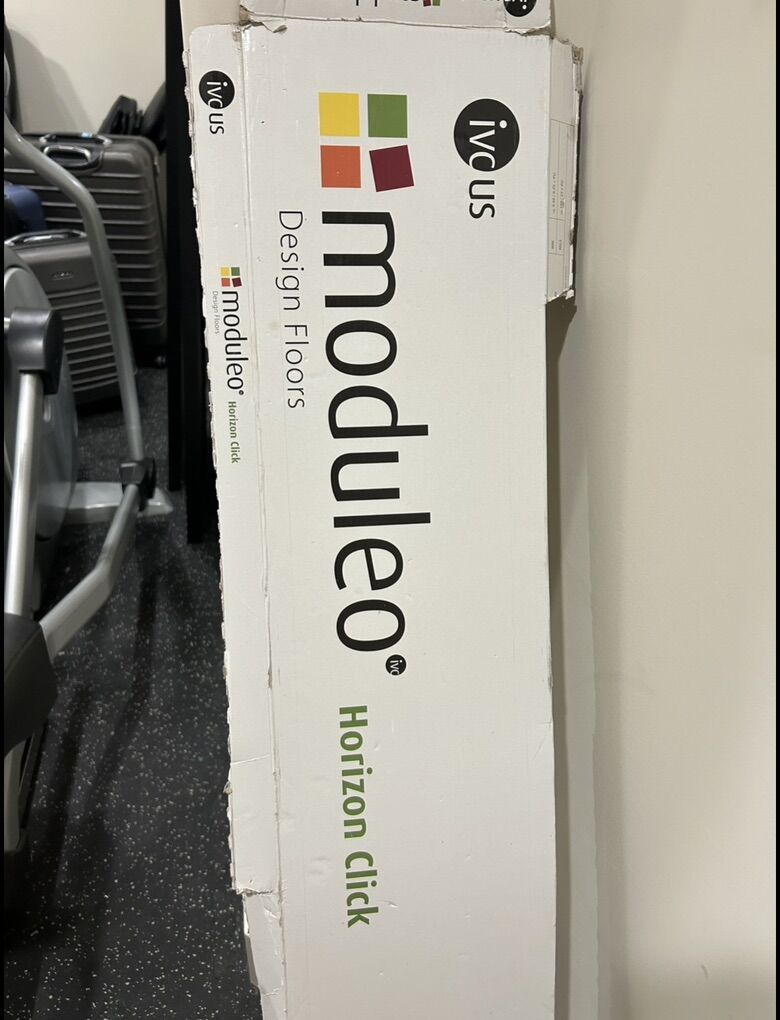 ivc US
moduleo® ivc
Design Floors
Horizon Click
ivc US
moduleo®
Design Floors
Horizon Click